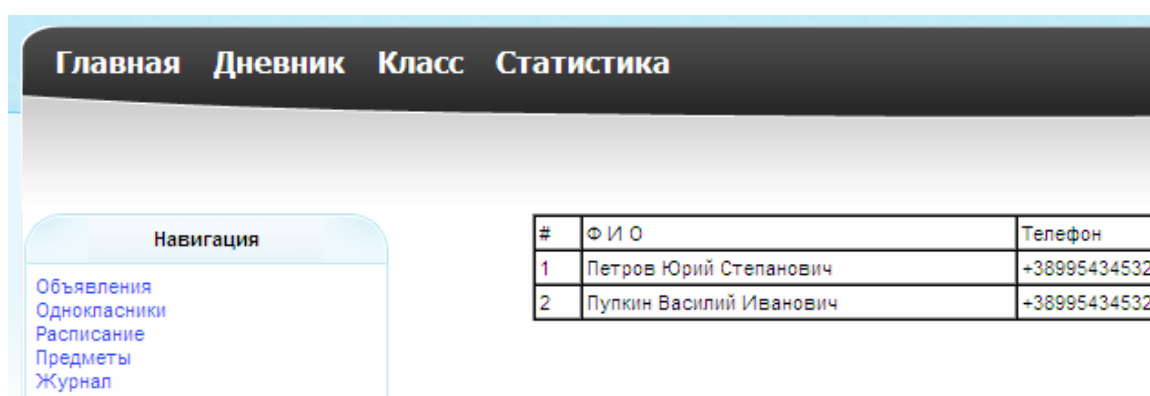 Главная Дневник Класс Статистика
Навигация
Объявления
Однокласники
Расписание
Предметы
Журнал
# Ф И О Телефон
1 Петров Юрий Степанович +38995434532
2 Пупкин Василий Иванович +38995434532